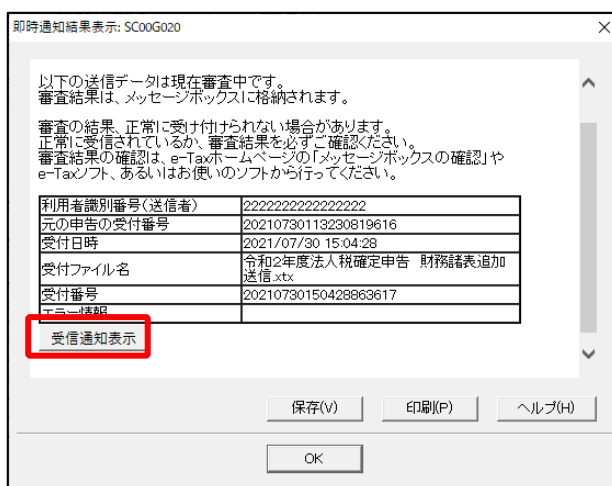 即時通知結果表示: SC00G020
以下の送信データは現在審査中です。
審査結果は、メッセージボックスに格納されます。
審査の結果、正常に受け付けられない場合があります。
正常に受信されているか、審査結果を必ずご確認ください。
審査結果の確認は、e-Taxホームページの「メッセージボックスの確認」や
e-Taxソフト、あるいはお使いのソフトから行ってください。
利用者識別番号(送信者) 2222222222222222
元の申告の受付番号 20210730113230819616
受付日時 2021/07/30 15:04:28
受付ファイル名 令和2年度法人税確定申告 財務諸表追加
送信.xtx
受付番号 20210730150428863617
エラー情報
受信通知表示
保存(V) 印刷(P) ヘルプ(H)
OK